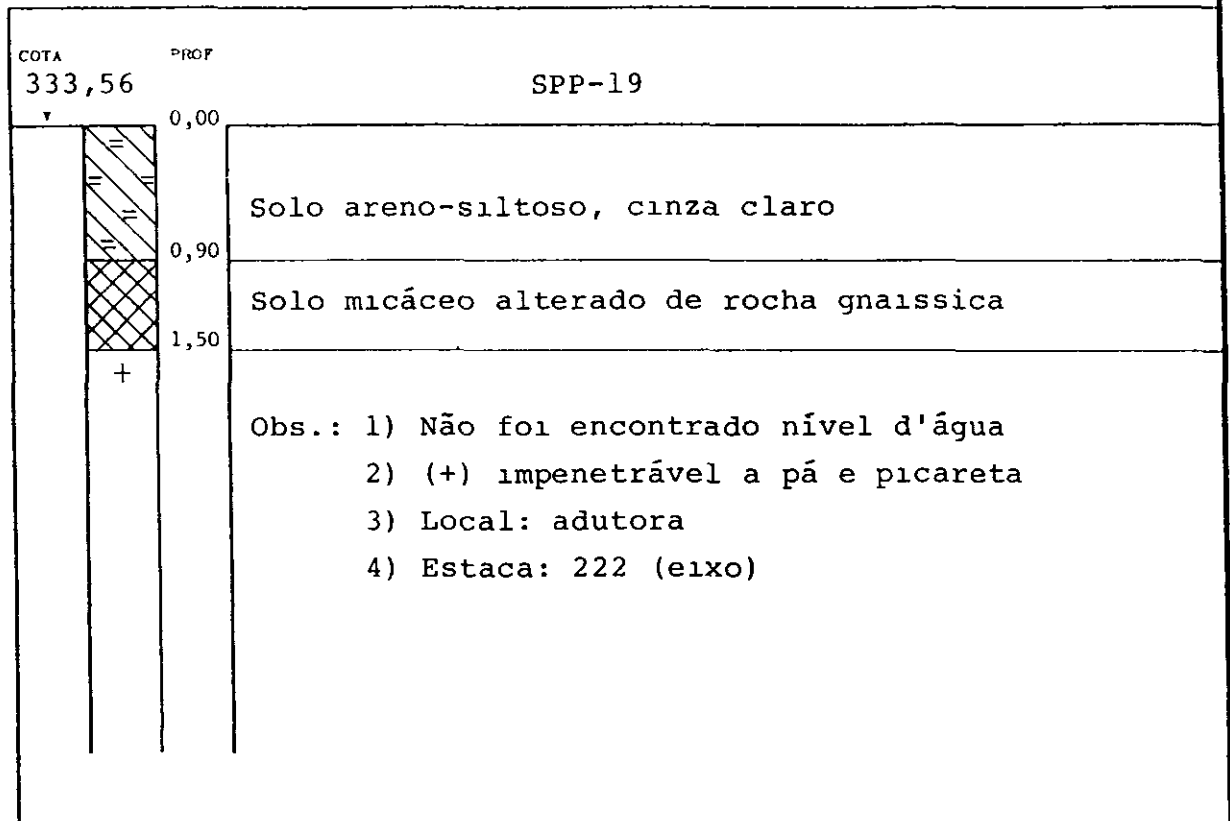 COTA PROF
333,56 SPP-19
0,00
Solo areno-siltoso, cinza claro
0,90
Solo micáceo alterado de rocha gnaissica
1,50
+
Obs.: 1) Não foi encontrado nível d'água
2) (+) impenetrável a pá e picareta
3) Local: adutora
4) Estaca: 222 (eixo)